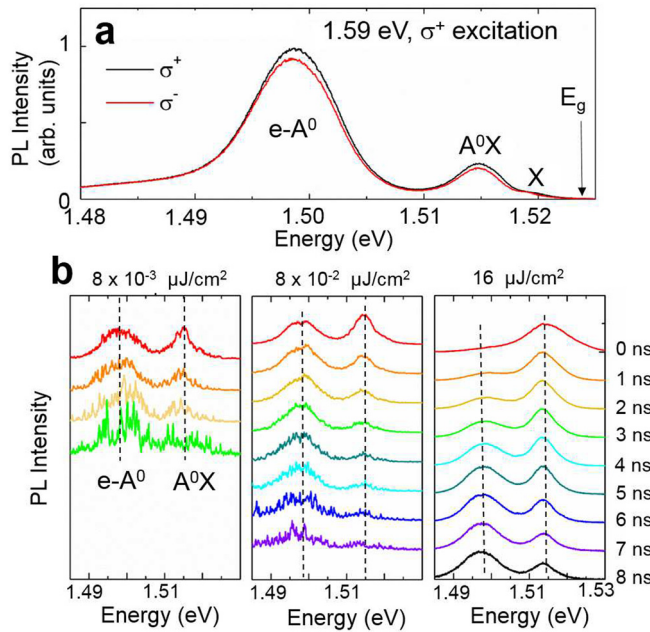 a
1.59 eV, σ⁺ excitation
PL Intensity
(arb. units)
1
0
σ⁺
σ⁻
e-A⁰
A⁰X
X
E_g
1.48 1.49 1.50 1.51 1.52
Energy (eV)
b
8 x 10⁻³ μJ/cm² 8 x 10⁻² μJ/cm² 16 μJ/cm²
PL Intensity
0 ns
1 ns
2 ns
3 ns
4 ns
5 ns
6 ns
7 ns
8 ns
e-A⁰ A⁰X
1.49 1.51 1.49 1.51 1.49 1.51 1.53
Energy (eV) Energy (eV) Energy (eV)